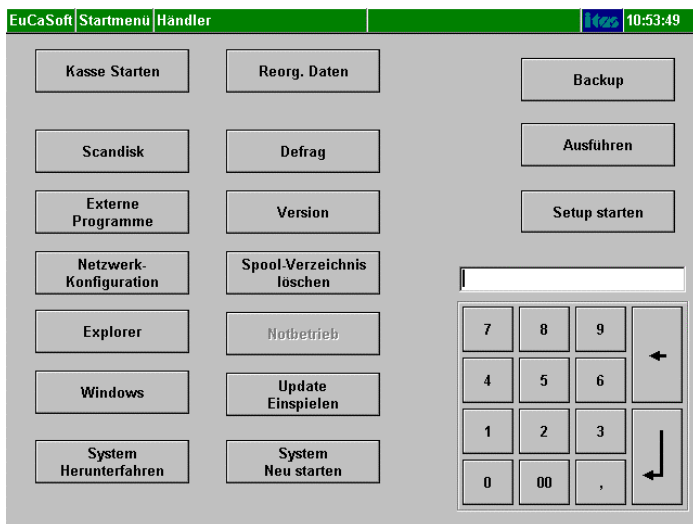 EuCaSoft Startmenü Händler itas 10:53:49
Kasse Starten
Reorg. Daten
Backup
Scandisk
Defrag
Ausführen
Externe
Programme
Version
Setup starten
Netzwerk-
Konfiguration
Spool-Verzeichnis
löschen
Explorer
Notbetrieb
Windows
Update
Einspielen
System
Herunterfahren
System
Neu starten
7 8 9
4 5 6
1 2 3
0 00 ,